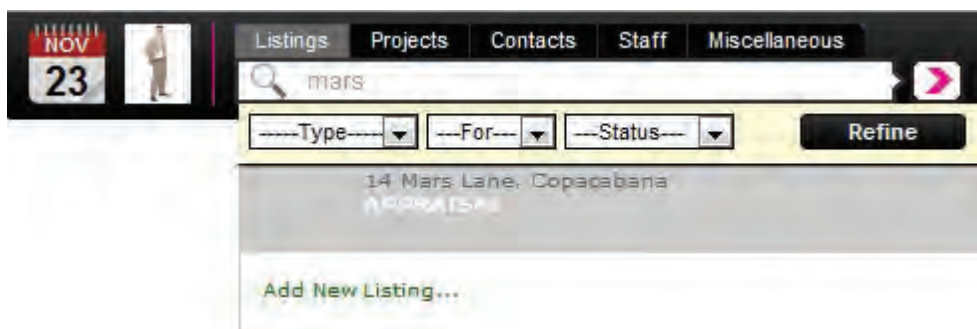 NOV
23
Listings Projects Contacts Staff Miscellaneous
mars
-----Type----- ---For--- ---Status--- Refine
14 Mars Lane, Copacabana
APPRAISAL
Add New Listing...